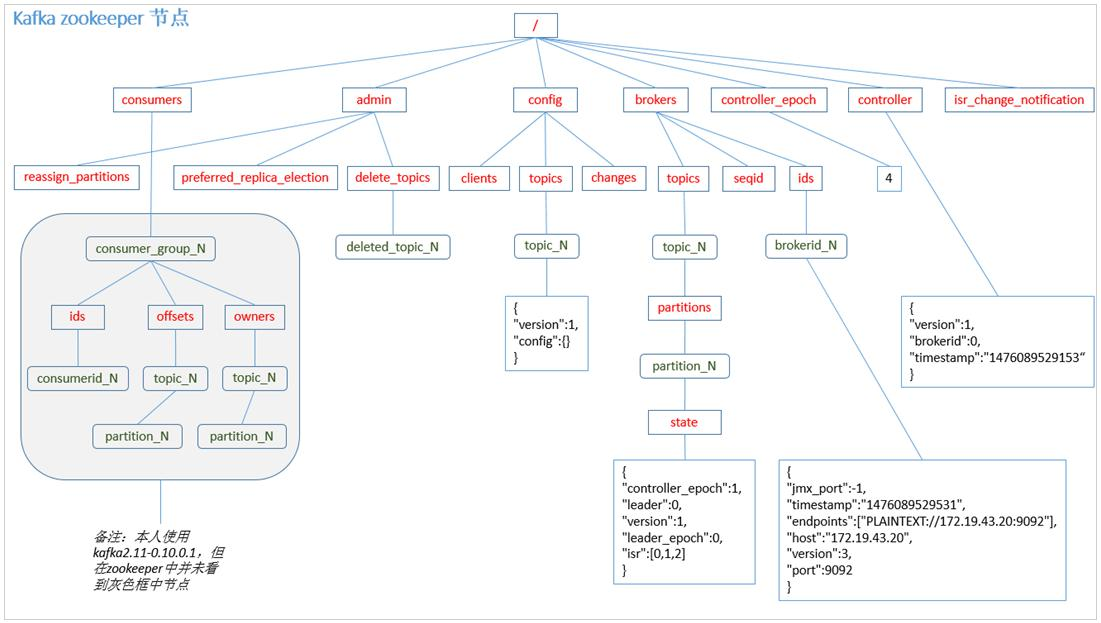 Kafka zookeeper 节点
/
consumers
admin
config
brokers
controller_epoch
controller
isr_change_notification
reassign_partitions
preferred_replica_election
delete_topics
clients
topics
changes
topics
seqid
ids
4
consumer_group_N
deleted_topic_N
topic_N
topic_N
brokerid_N
ids
offsets
owners
{
"version":1,
"config":{}
}
partitions
{
"version":1,
"brokerid":0,
"timestamp":"1476089529153“
}
consumerid_N
topic_N
topic_N
partition_N
partition_N
partition_N
state
{
"controller_epoch":1,
"leader":0,
"version":1,
"leader_epoch":0,
"isr":[0,1,2]
}
{
"jmx_port":-1,
"timestamp":"1476089529531",
"endpoints":["PLAINTEXT://172.19.43.20:9092"],
"host":"172.19.43.20",
"version":3,
"port":9092
}
备注：本人使用
kafka2.11-0.10.0.1，但
在zookeeper中并未看
到灰色框中节点